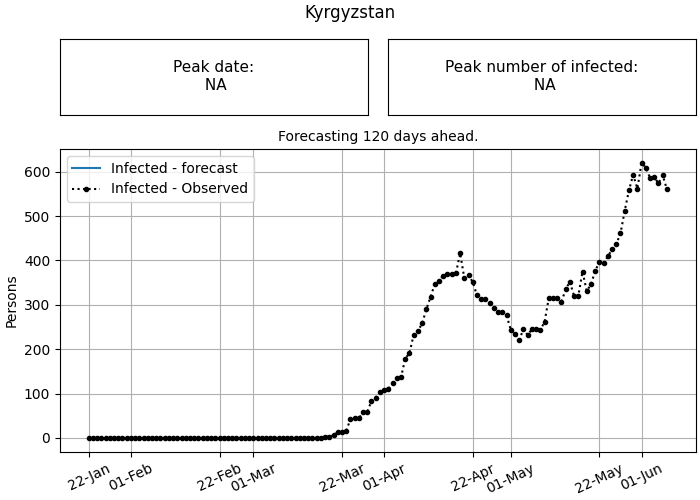 Kyrgyzstan
Peak date:
NA
Peak number of infected:
NA
Forecasting 120 days ahead.
Infected - forecast
Infected - Observed
Persons
600
500
400
300
200
100
0
22-Jan
01-Feb
22-Feb
01-Mar
22-Mar
01-Apr
22-Apr
01-May
22-May
01-Jun